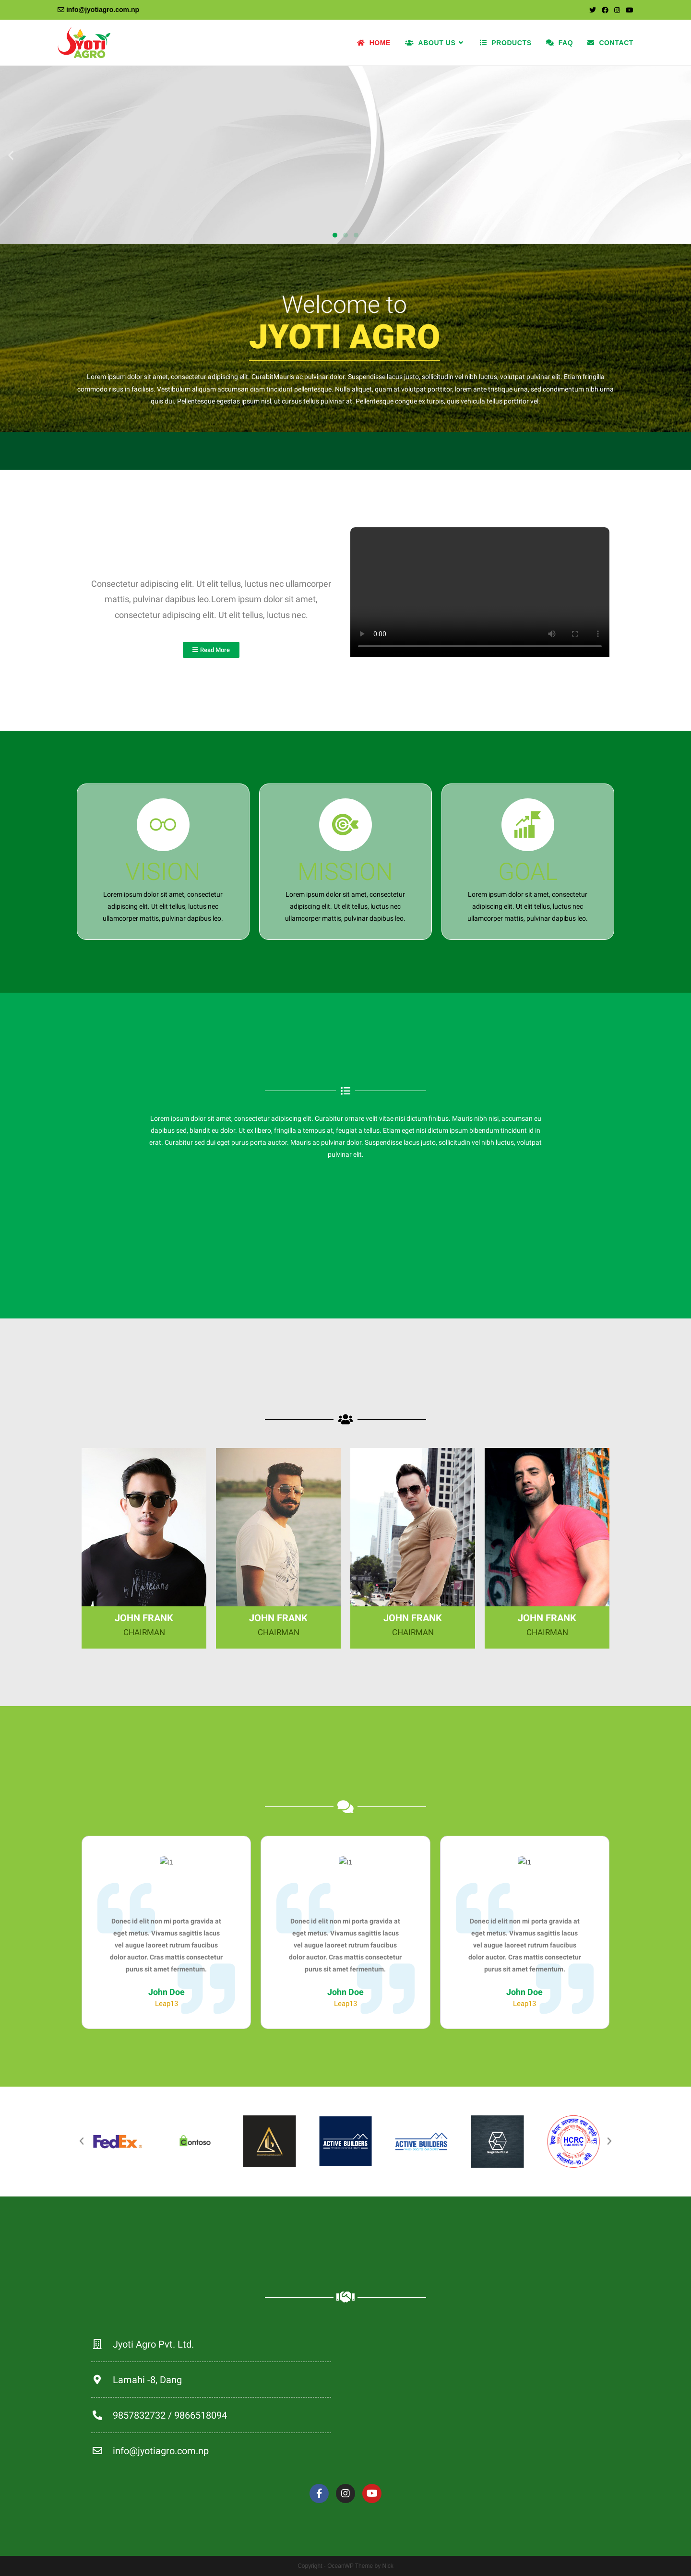 info@jyotiagro.com.np
JYOTI
AGRO
HOME
ABOUT US
PRODUCTS
FAQ
CONTACT
Welcome to
JYOTI AGRO
Lorem ipsum dolor sit amet, consectetur adipiscing elit. CurabitMauris ac pulvinar dolor. Suspendisse lacus justo, sollicitudin vel nibh luctus, volutpat pulvinar elit. Etiam fringilla
commodo risus in facilisis. Vestibulum aliquam accumsan diam tincidunt pellentesque. Nulla aliquet, quam at volutpat porttitor, lorem ante tristique urna, sed condimentum nibh urna
quis dui. Pellentesque egestas ipsum nisl, ut cursus tellus pulvinar at. Pellentesque congue ex turpis, quis vehicula tellus porttitor vel.
Consectetur adipiscing elit. Ut elit tellus, luctus nec ullamcorper
mattis, pulvinar dapibus leo.Lorem ipsum dolor sit amet,
consectetur adipiscing elit. Ut elit tellus, luctus nec.
Read More
0:00
VISION
Lorem ipsum dolor sit amet, consectetur
adipiscing elit. Ut elit tellus, luctus nec
ullamcorper mattis, pulvinar dapibus leo.
MISSION
Lorem ipsum dolor sit amet, consectetur
adipiscing elit. Ut elit tellus, luctus nec
ullamcorper mattis, pulvinar dapibus leo.
GOAL
Lorem ipsum dolor sit amet, consectetur
adipiscing elit. Ut elit tellus, luctus nec
ullamcorper mattis, pulvinar dapibus leo.
Lorem ipsum dolor sit amet, consectetur adipiscing elit. Curabitur ornare velit vitae nisi dictum finibus. Mauris nibh nisi, accumsan eu
dapibus sed, blandit eu dolor. Ut ex libero, fringilla a tempus at, feugiat a tellus. Etiam eget nisi dictum ipsum bibendum tincidunt id in
erat. Curabitur sed dui eget purus porta auctor. Mauris ac pulvinar dolor. Suspendisse lacus justo, sollicitudin vel nibh luctus, volutpat
pulvinar elit.
JOHN FRANK
CHAIRMAN
JOHN FRANK
CHAIRMAN
JOHN FRANK
CHAIRMAN
JOHN FRANK
CHAIRMAN
t1
Donec id elit non mi porta gravida at
eget metus. Vivamus sagittis lacus
vel augue laoreet rutrum faucibus
dolor auctor. Cras mattis consectetur
purus sit amet fermentum.
John Doe
Leap13
t1
Donec id elit non mi porta gravida at
eget metus. Vivamus sagittis lacus
vel augue laoreet rutrum faucibus
dolor auctor. Cras mattis consectetur
purus sit amet fermentum.
John Doe
Leap13
t1
Donec id elit non mi porta gravida at
eget metus. Vivamus sagittis lacus
vel augue laoreet rutrum faucibus
dolor auctor. Cras mattis consectetur
purus sit amet fermentum.
John Doe
Leap13
FedEx
Contoso
ACTIVE BUILDERS
ACTIVE BUILDERS
HCRC
Jyoti Agro Pvt. Ltd.
Lamahi -8, Dang
9857832732 / 9866518094
info@jyotiagro.com.np
Copyright - OceanWP Theme by Nick